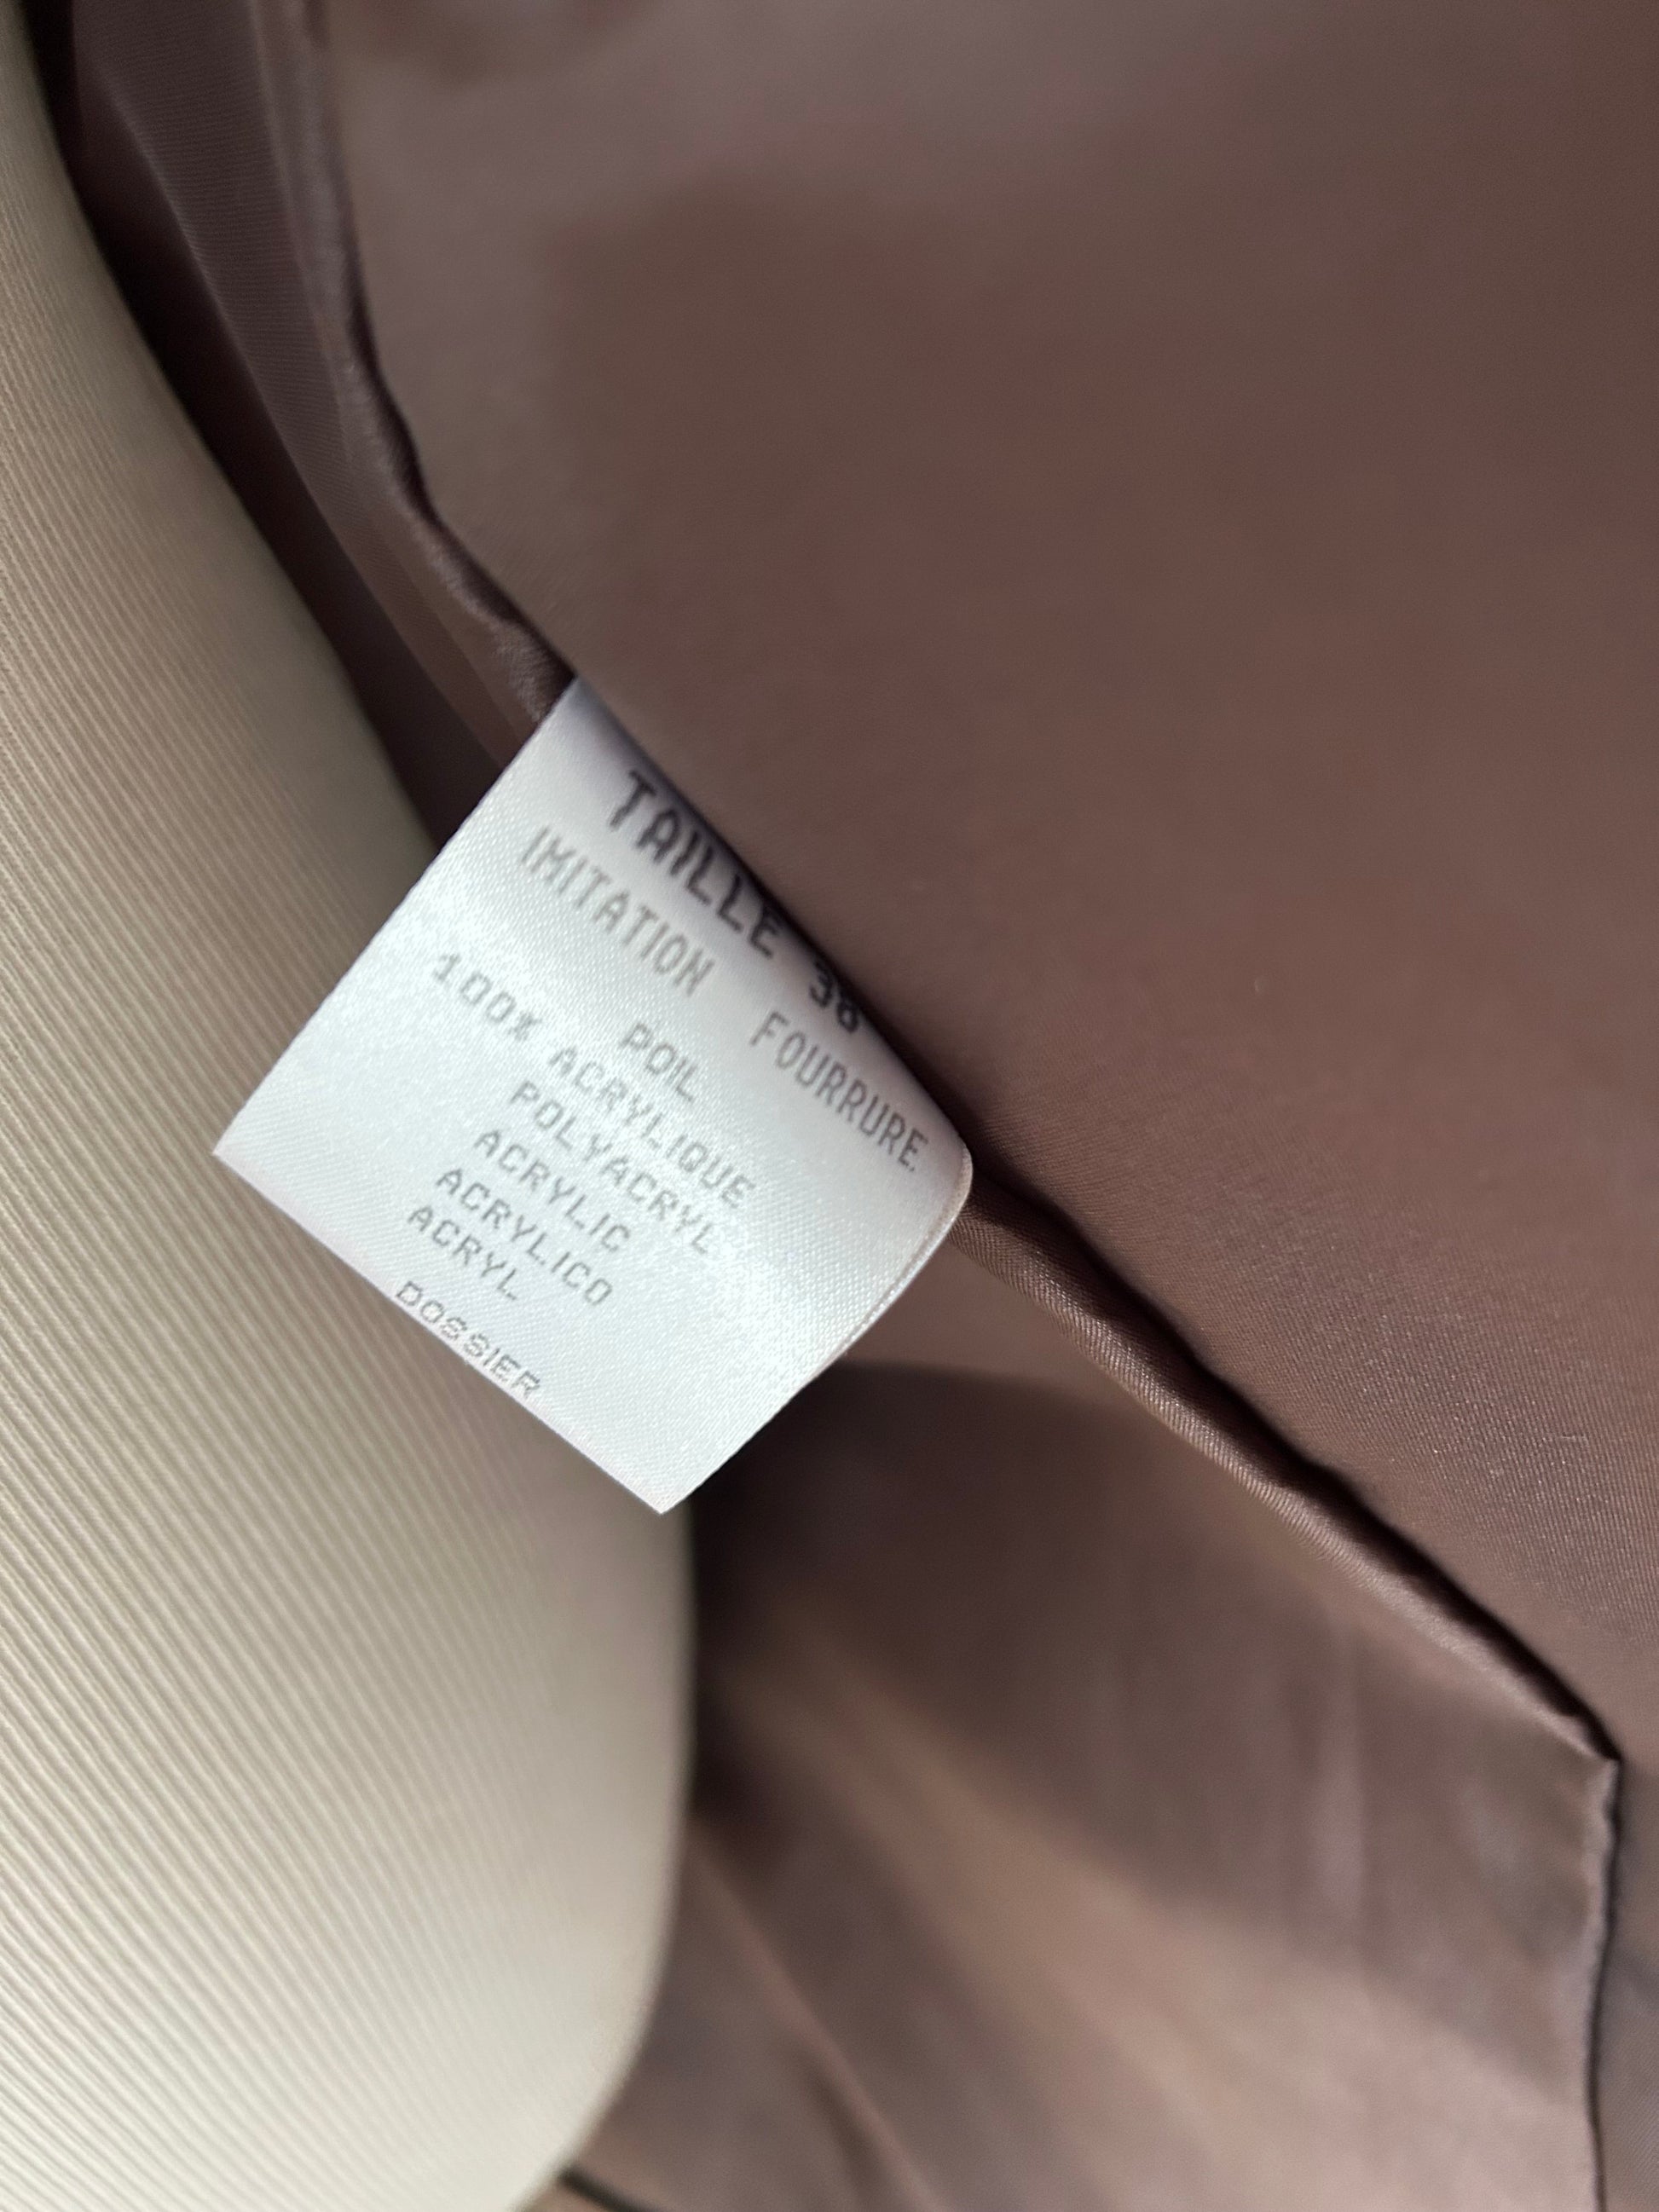 TAILLE 38
IMITATION FOURRURE.
POIL
100% ACRYLIQUE
POLYACRYL
ACRYLIC
ACRYLICO
ACRYL
DOSSIER